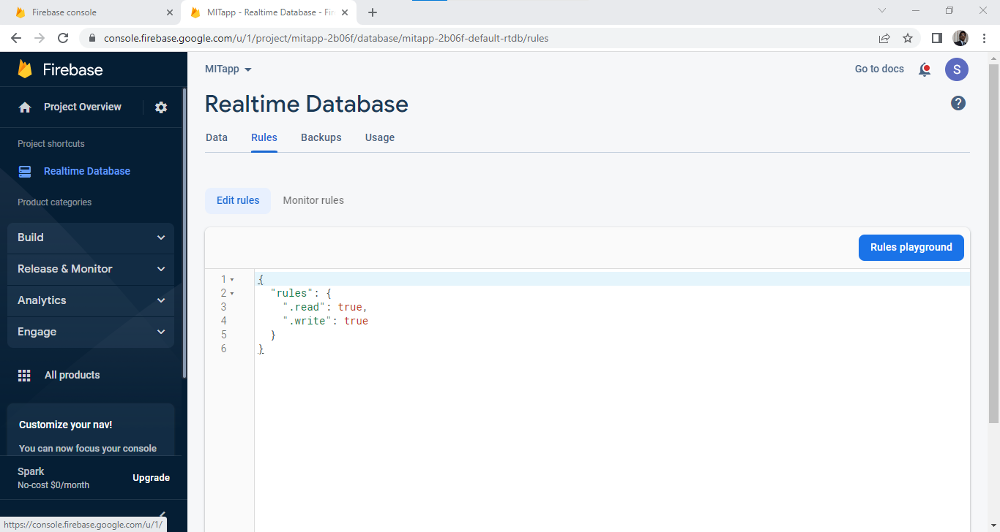 Firebase console
MITapp - Realtime Database - Fir
console.firebase.google.com/u/1/project/mitapp-2b06f/database/mitapp-2b06f-default-rtdb/rules
Firebase
Project Overview
Project shortcuts
Realtime Database
Product categories
Build
Release & Monitor
Analytics
Engage
All products
Customize your nav!
You can now focus your console
Spark
No-cost $0/month
Upgrade
https://console.firebase.google.com/u/1/
MITapp
Go to docs
S
Realtime Database
?
Data Rules Backups Usage
Edit rules Monitor rules
Rules playground
1 {
2 "rules": {
3 ".read": true,
4 ".write": true
5 }
6 }